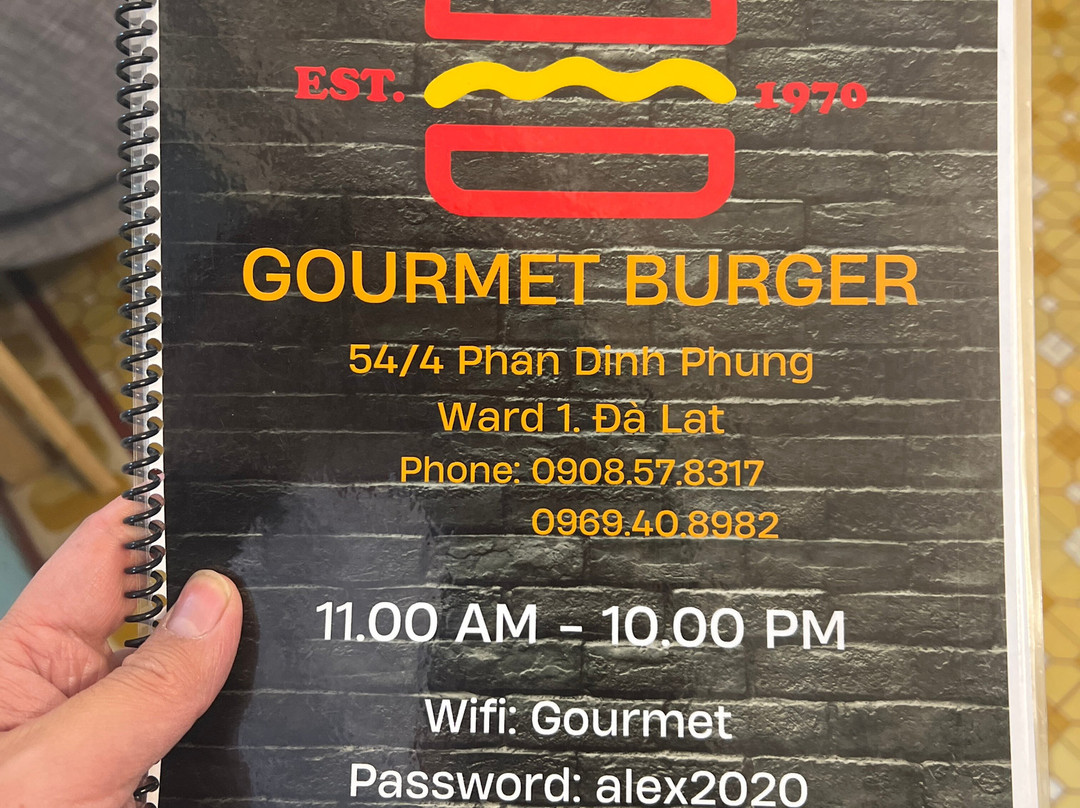 EST. 1970
GOURMET BURGER
54/4 Phan Dinh Phung
Ward 1. Đà Lat
Phone: 0908.57.8317
0969.40.8982
11.00 AM - 10.00 PM
Wifi: Gourmet
Password: alex2020